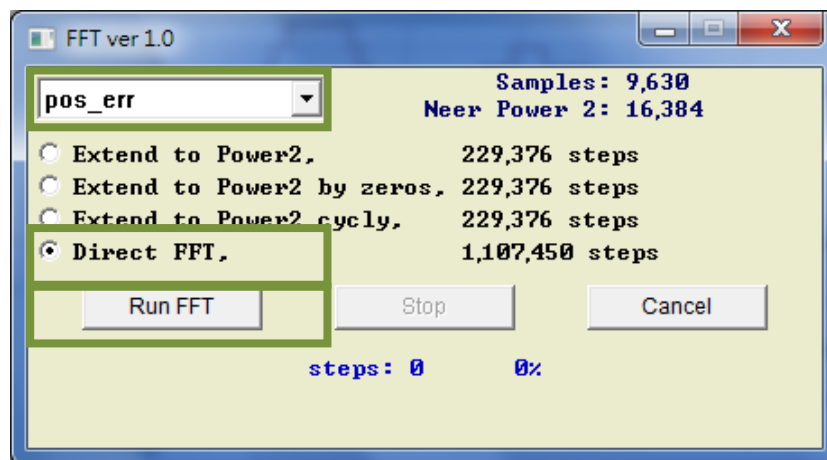 FFT ver 1.0
pos_err
Samples: 9,630
Neer Power 2: 16,384
Extend to Power2, 229,376 steps
Extend to Power2 by zeros, 229,376 steps
Extend to Power2 cycly, 229,376 steps
Direct FFT, 1,107,450 steps
Run FFT Stop Cancel
steps: 0 0%